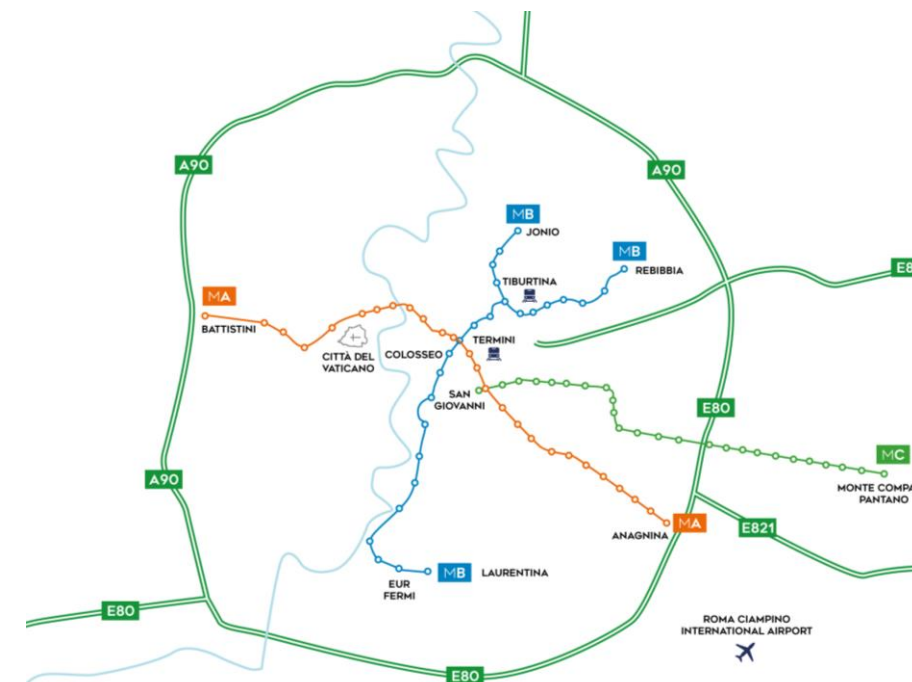 A90
A90
MB
JONIO
MB
REBIBBIA
TIBURTINA
E8
MA
BATTISTINI
CITTÀ DEL
VATICANO
COLOSSEO
TERMINI
SAN
GIOVANNI
E80
MC
MONTE COMPA
PANTANO
A90
MA
ANAGNINA
E821
MB
LAURENTINA
EUR
FERMI
E80
ROMA CIAMPINO
INTERNATIONAL AIRPORT
E80